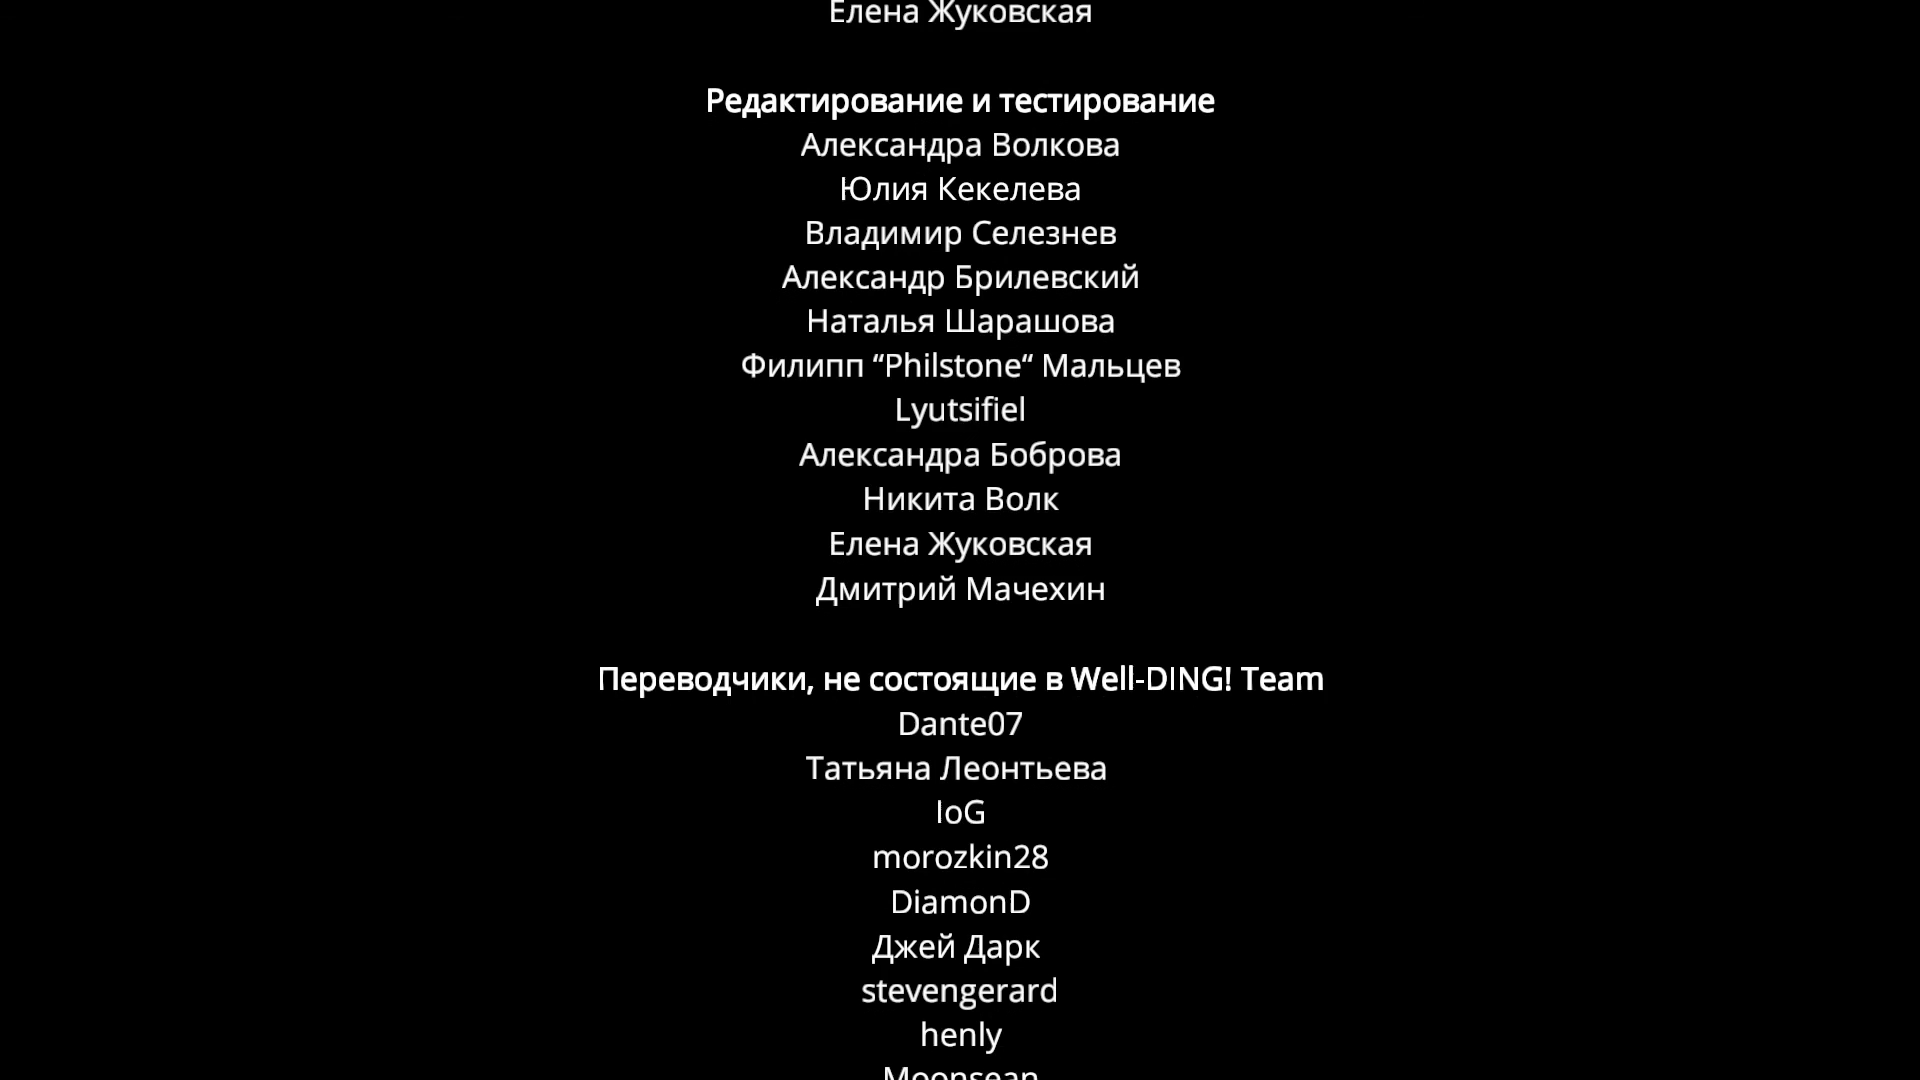 Елена Жуковская
Редактирование и тестирование
Александра Волкова
Юлия Кекелева
Владимир Селезнев
Александр Брилевский
Наталья Шарашова
Филипп “Philstone“ Мальцев
Lyutsifiel
Александра Боброва
Никита Волк
Елена Жуковская
Дмитрий Мачехин
Переводчики, не состоящие в Well-DING! Team
Dante07
Татьяна Леонтьева
IoG
morozkin28
DiamonD
Джей Дарк
stevengerard
henly
Moonsean